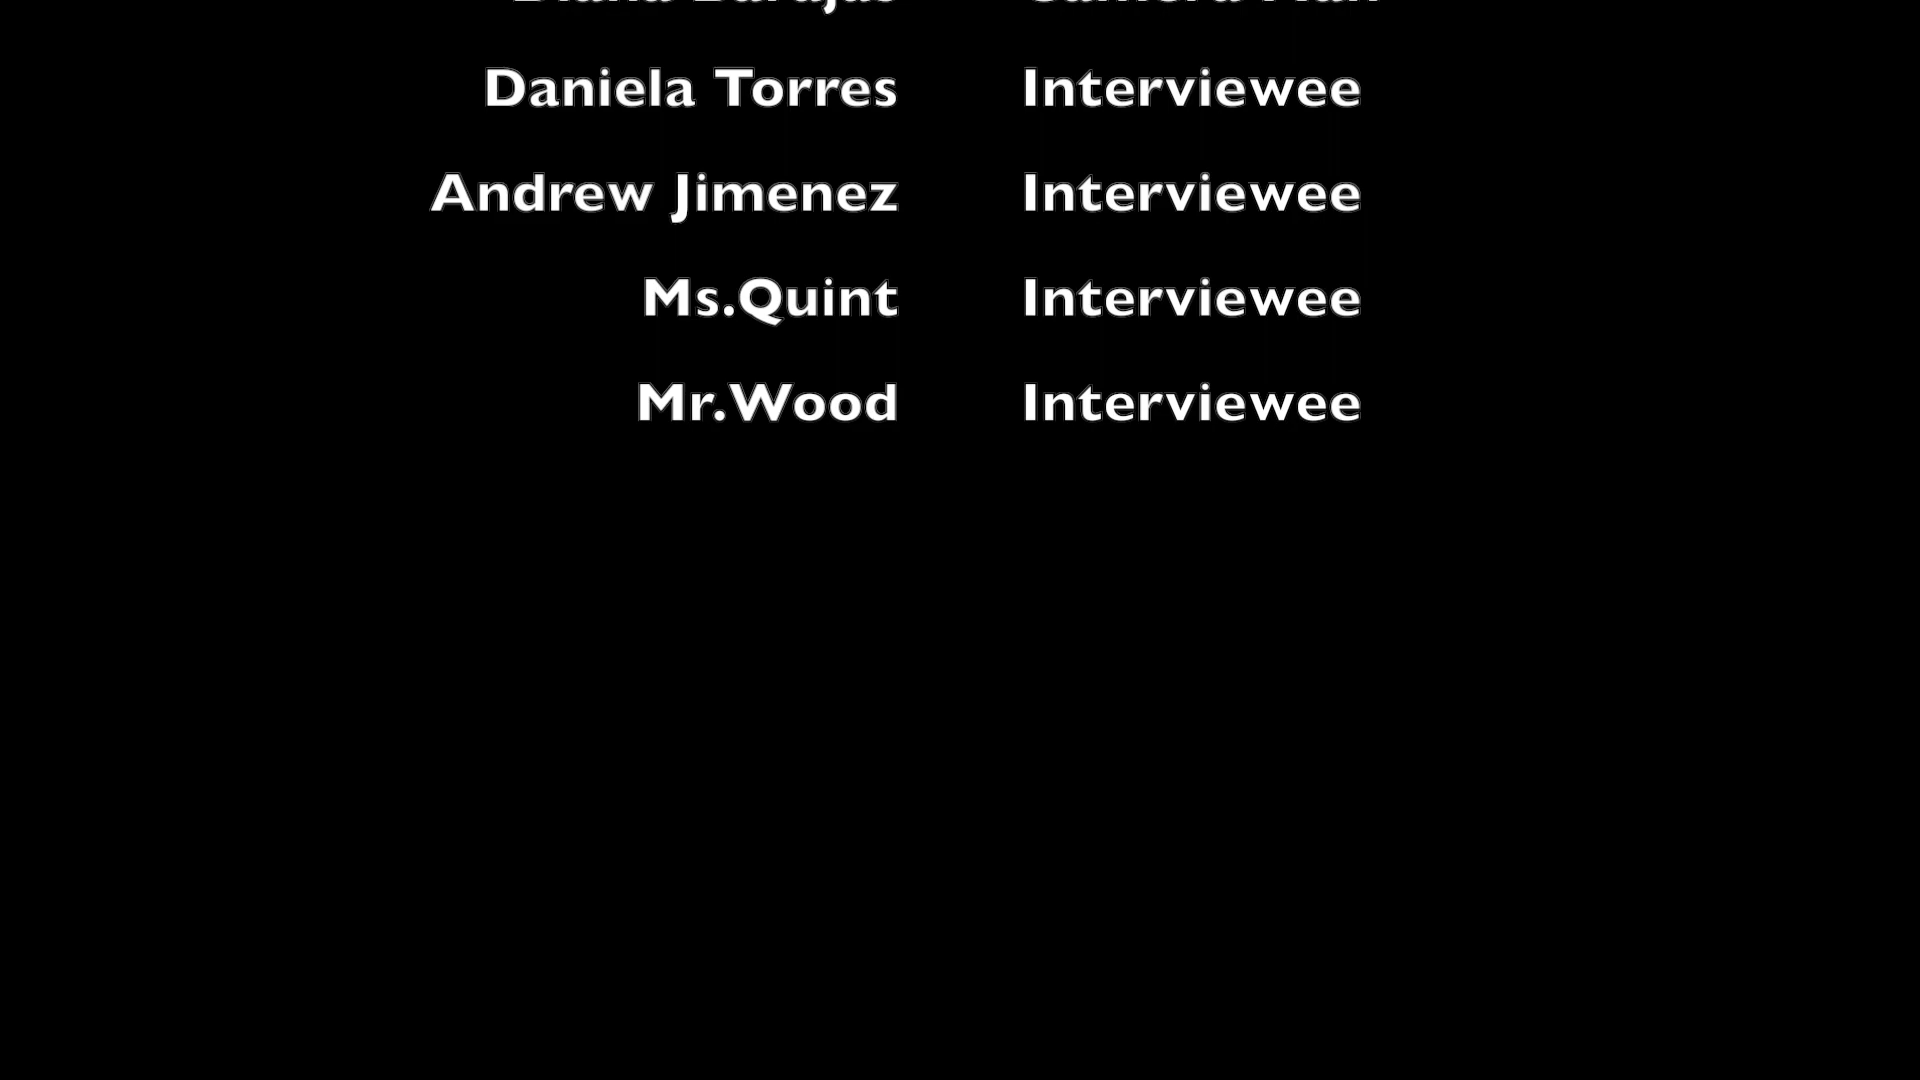 Daniela Torres Interviewee
Andrew Jimenez Interviewee
Ms.Quint Interviewee
Mr.Wood Interviewee